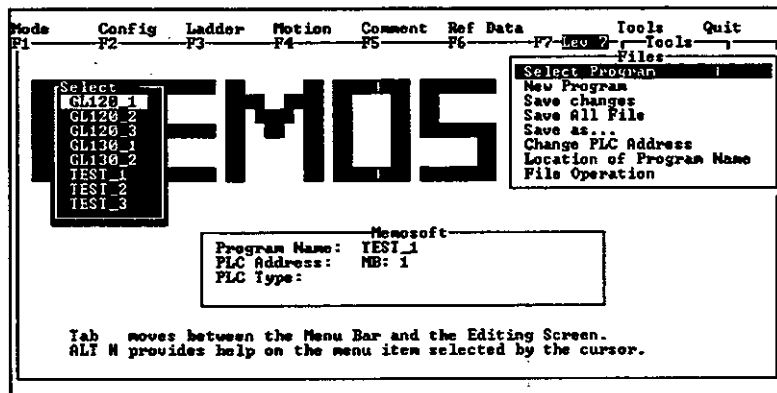 Mode Config Ladder Motion Comment Ref Data Tools Quit
F1 F2 F3 F4 F5 F6 F7-Lev ? Tools
Files
Select Program
New Program
Save changes
Save All File
Save as...
Change PLC Address
Location of Program Name
File Operation
Select
GL120_1
GL120_2
GL120_3
GL130_1
GL130_2
TEST_1
TEST_2
TEST_3
EMOS
Memosoft
Program Name: TEST_1
PLC Address: MB: 1
PLC Type:
Tab moves between the Menu Bar and the Editing Screen.
ALT H provides help on the menu item selected by the cursor.